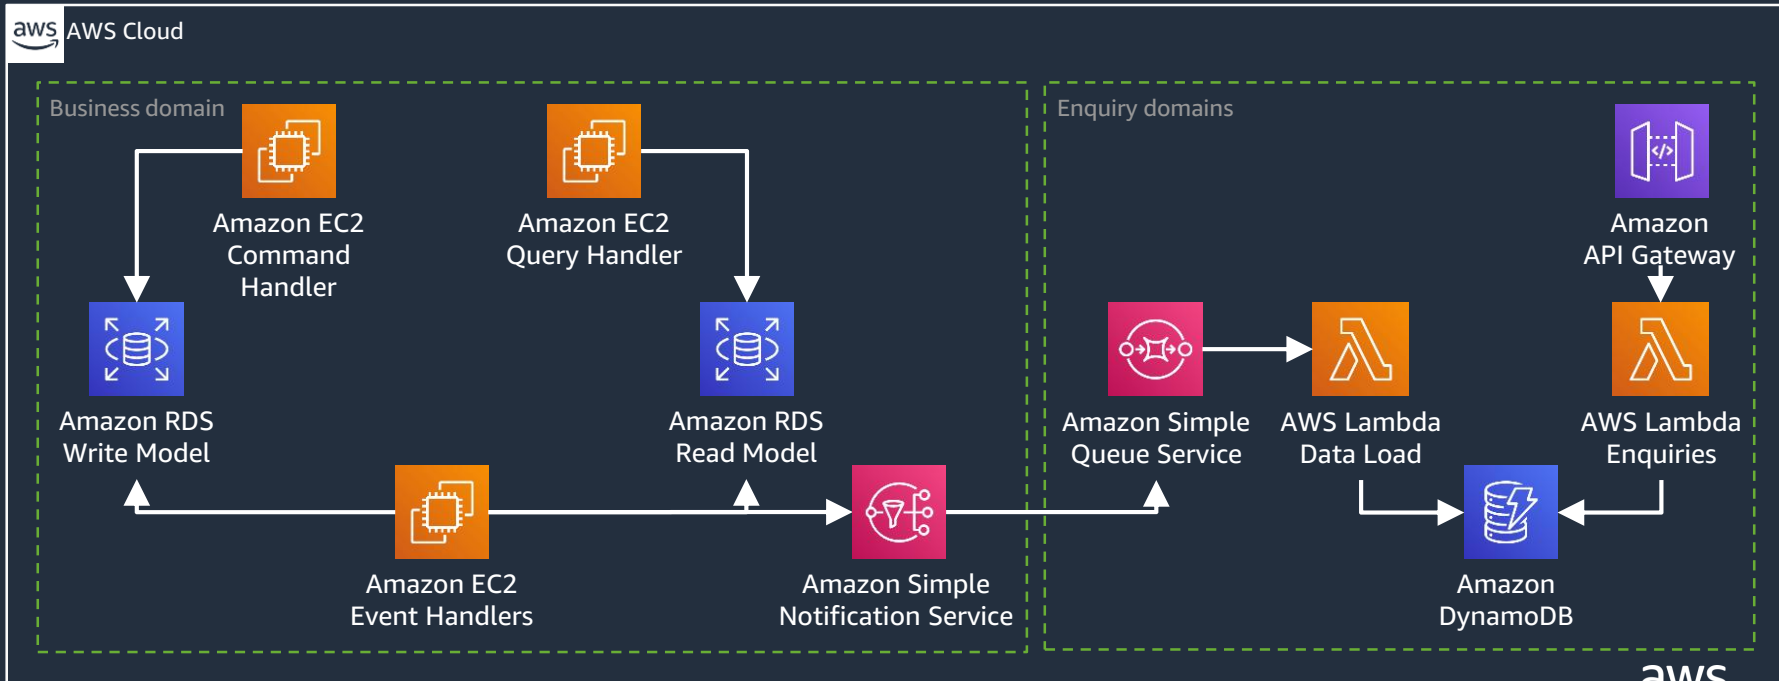 aws AWS Cloud
Business domain
Enquiry domains
Amazon EC2
Command
Handler
Amazon EC2
Query Handler
Amazon
API Gateway
</>
Amazon RDS
Write Model
Amazon RDS
Read Model
Amazon Simple
Queue Service
AWS Lambda
Data Load
AWS Lambda
Enquiries
Amazon EC2
Event Handlers
Amazon Simple
Notification Service
Amazon
DynamoDB
aws